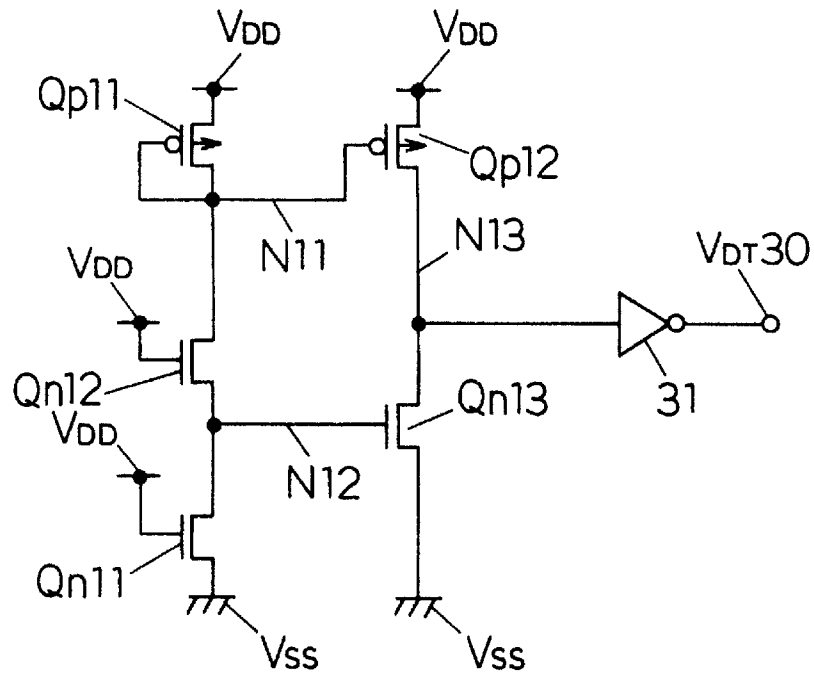 VDD
VDD
Qp11
Qp12
N11
N13
VDD
VDT30
Qn12
Qn13
31
VDD
N12
Qn11
VSS
VSS